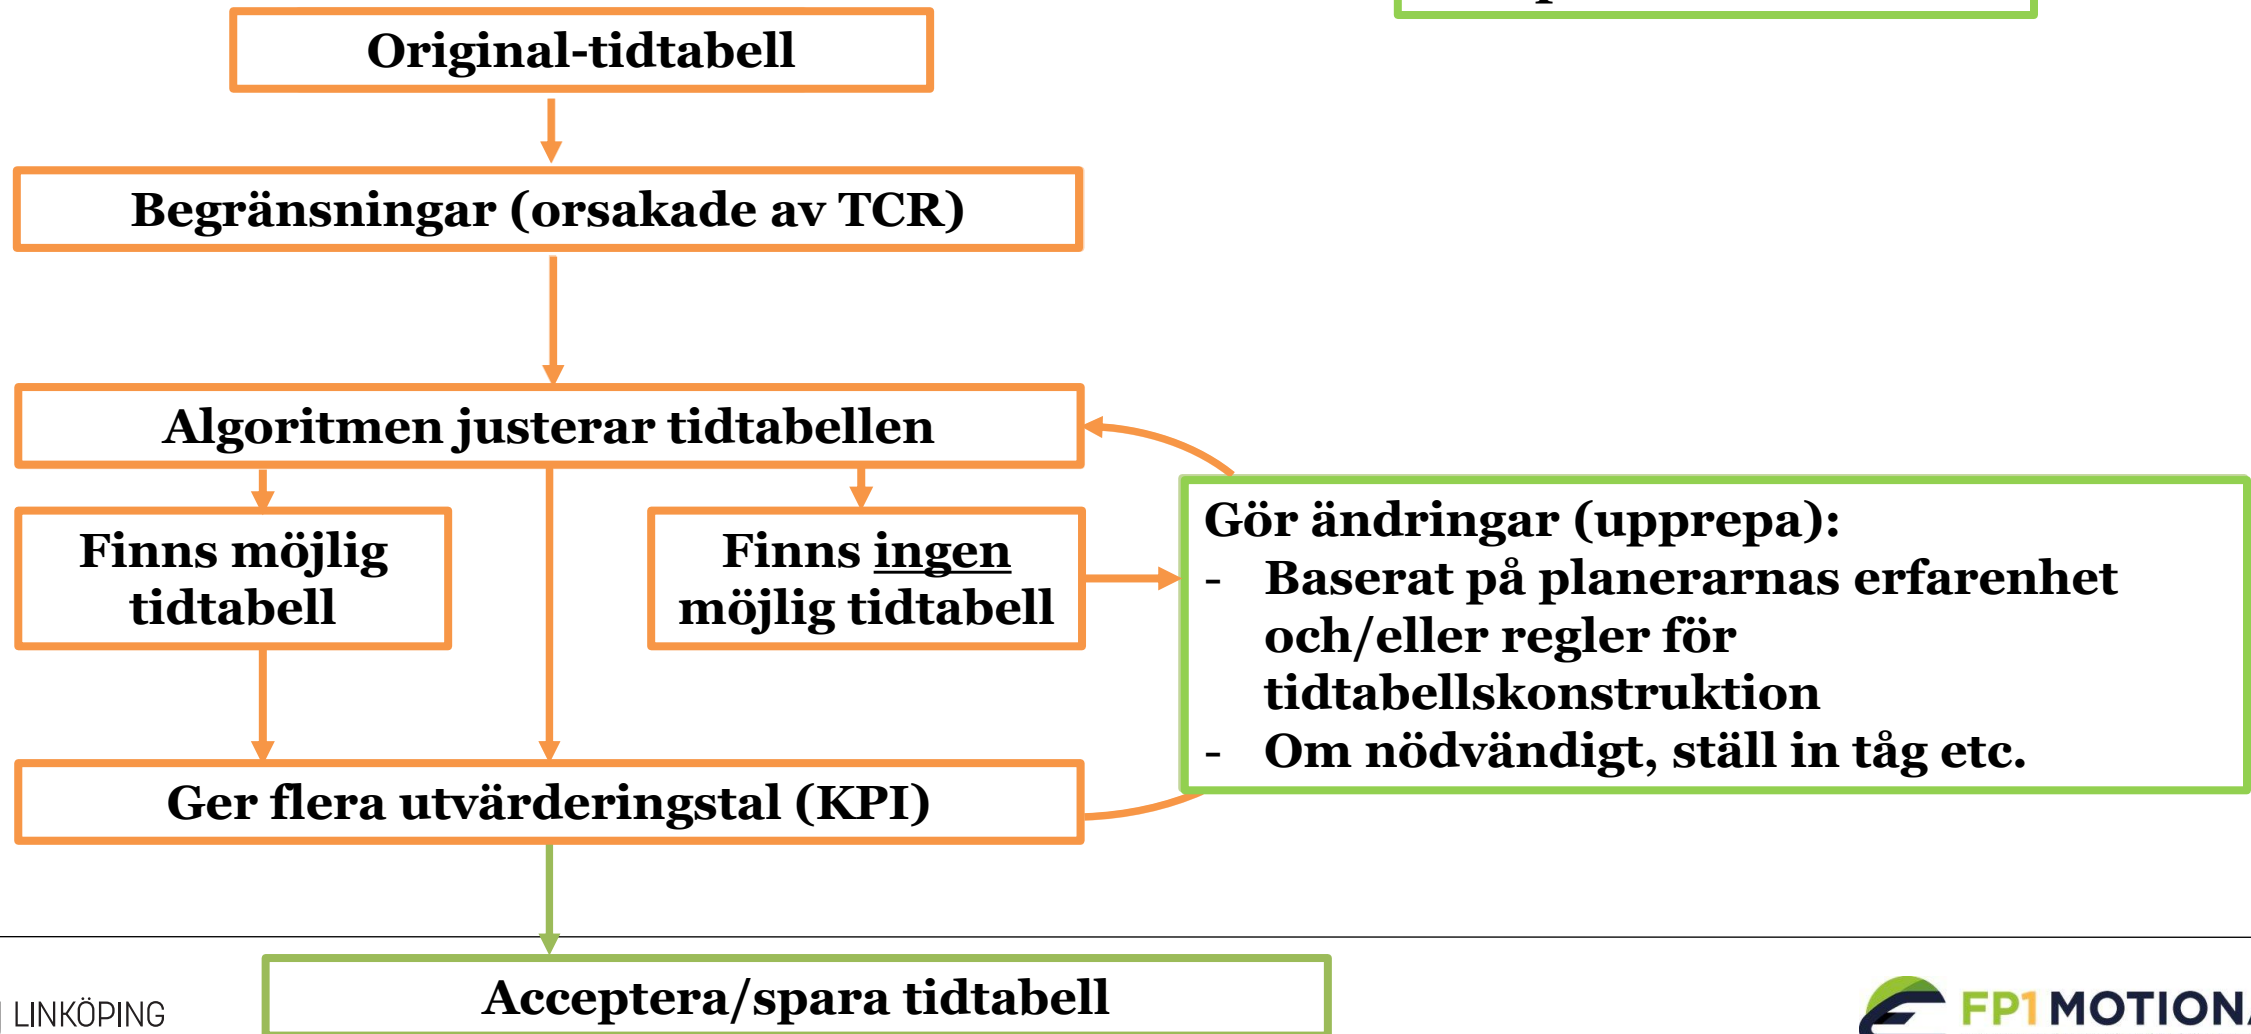 Original-tidtabell
Begränsningar (orsakade av TCR)
Algoritmen justerar tidtabellen
Finns möjlig
tidtabell
Finns ingen
möjlig tidtabell
Gör ändringar (upprepa):
- Baserat på planerarnas erfarenhet
och/eller regler för
tidtabellskonstruktion
- Om nödvändigt, ställ in tåg etc.
Ger flera utvärderingstal (KPI)
Acceptera/spara tidtabell
LINKÖPING
FP1 MOTIONA